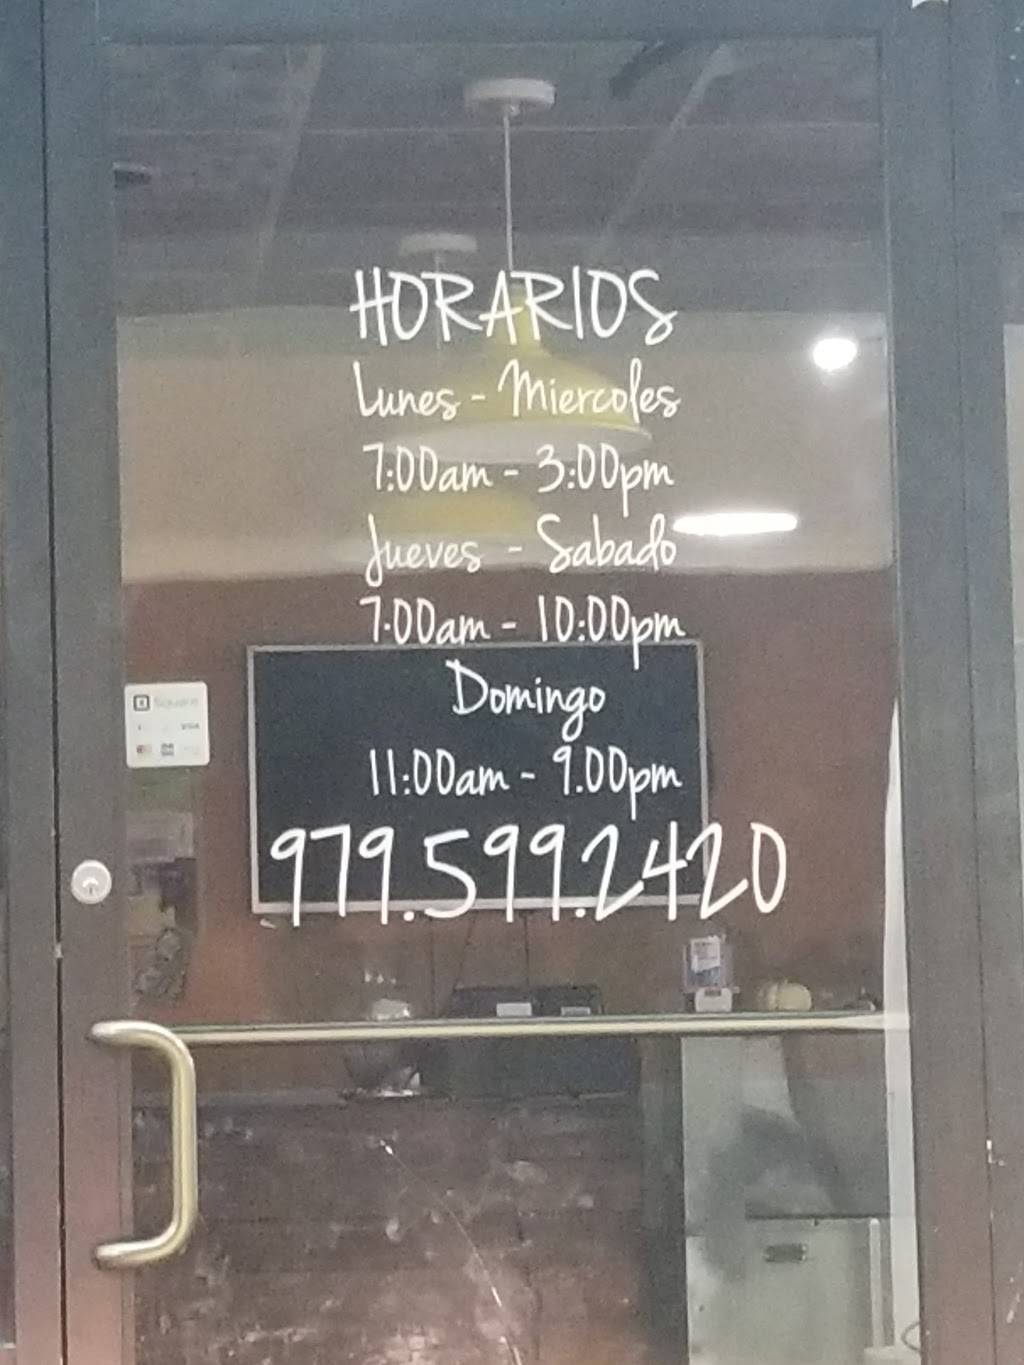 HORARIOS
Lunes - Miercoles
7:00am - 3:00pm
Jueves - Sabado
7:00am - 10:00pm
Domingo
11:00am - 9:00pm
979.599.2420
Square